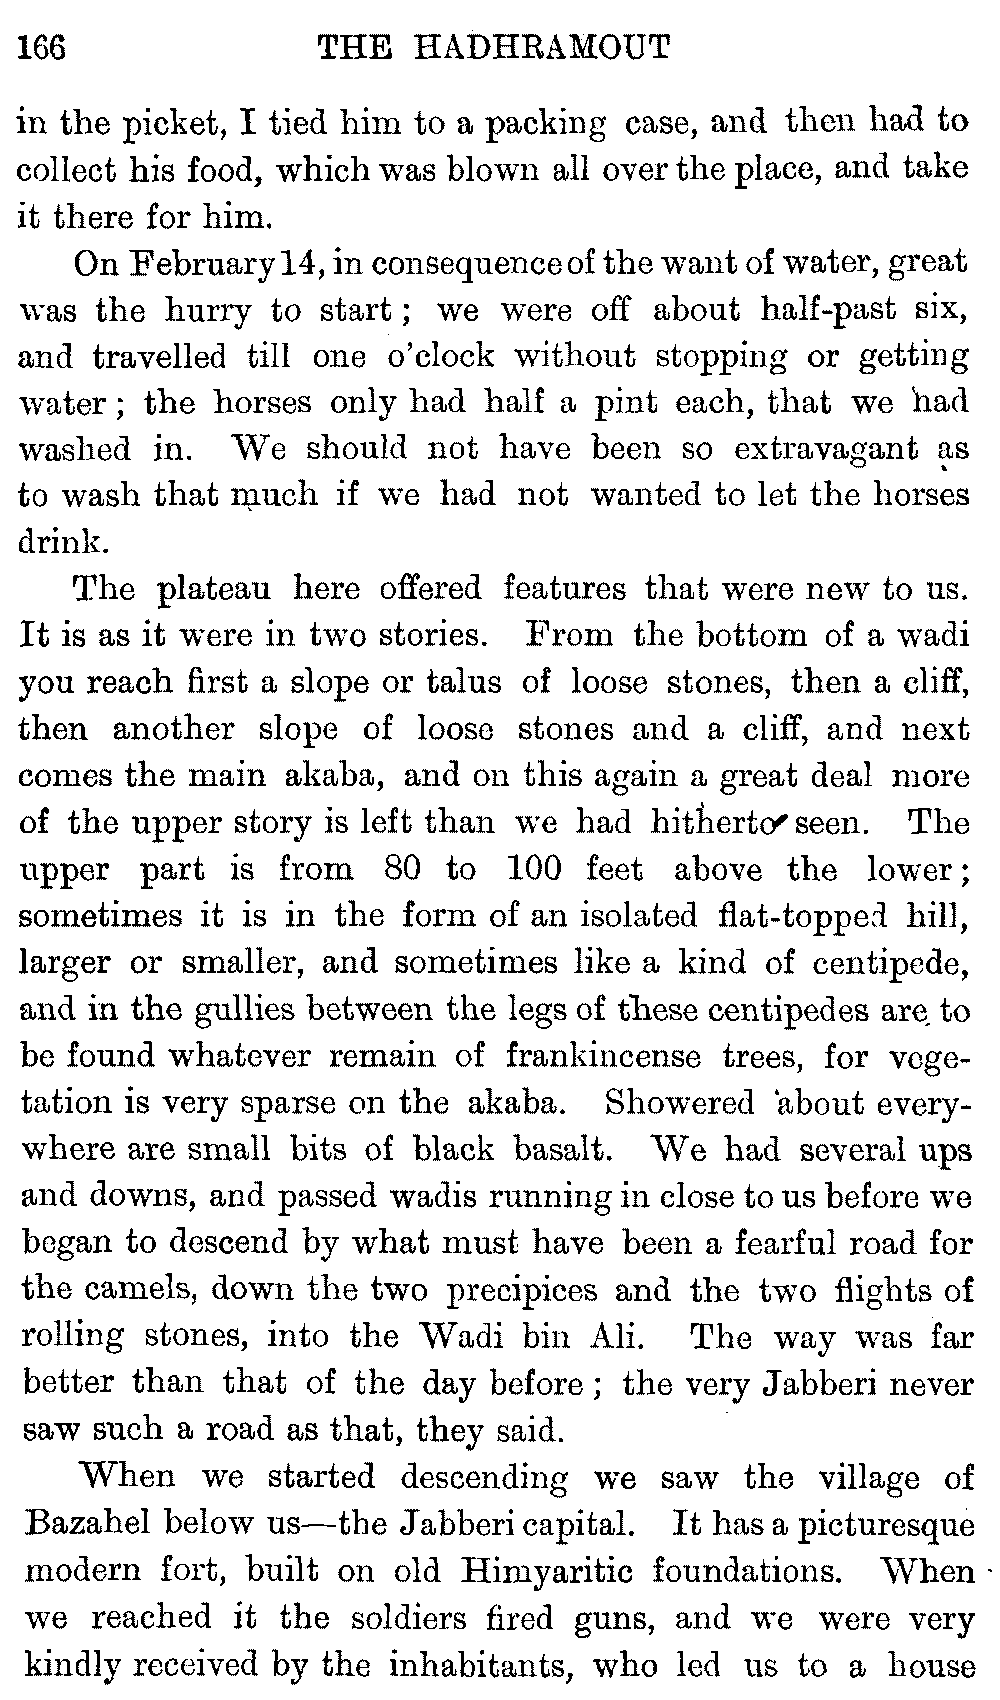 166 THE HADHRAMOUT
in the picket, I tied him to a packing case, and then had to
collect his food, which was blown all over the place, and take
it there for him.
On February 14, in consequence of the want of water, great
was the hurry to start ; we were off about half-past six,
and travelled till one o'clock without stopping or getting
water ; the horses only had half a pint each, that we had
washed in. We should not have been so extravagant as
to wash that much if we had not wanted to let the horses
drink.
The plateau here offered features that were new to us.
It is as it were in two stories. From the bottom of a wadi
you reach first a slope or talus of loose stones, then a cliff,
then another slope of loose stones and a cliff, and next
comes the main akaba, and on this again a great deal more
of the upper story is left than we had hitherto seen. The
upper part is from 80 to 100 feet above the lower ;
sometimes it is in the form of an isolated flat-topped hill,
larger or smaller, and sometimes like a kind of centipede,
and in the gullies between the legs of these centipedes are to
be found whatever remain of frankincense trees, for vege-
tation is very sparse on the akaba. Showered about every-
where are small bits of black basalt. We had several ups
and downs, and passed wadis running in close to us before we
began to descend by what must have been a fearful road for
the camels, down the two precipices and the two flights of
rolling stones, into the Wadi bin Ali. The way was far
better than that of the day before ; the very Jabberi never
saw such a road as that, they said.
When we started descending we saw the village of
Bazahel below us—the Jabberi capital. It has a picturesque
modern fort, built on old Himyaritic foundations. When
we reached it the soldiers fired guns, and we were very
kindly received by the inhabitants, who led us to a house